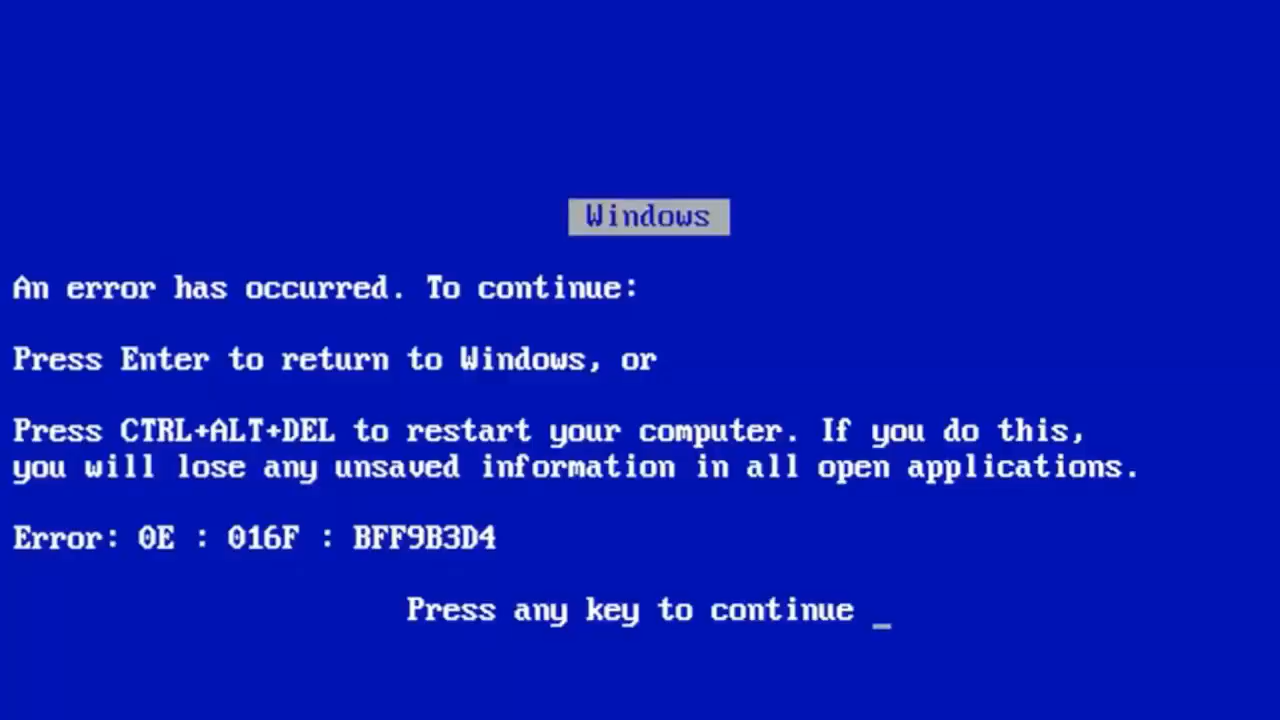 Windows
An error has occurred. To continue:
Press Enter to return to Windows, or
Press CTRL+ALT+DEL to restart your computer. If you do this,
you will lose any unsaved information in all open applications.
Error: 0E : 016F : BFF9B3D4
Press any key to continue _